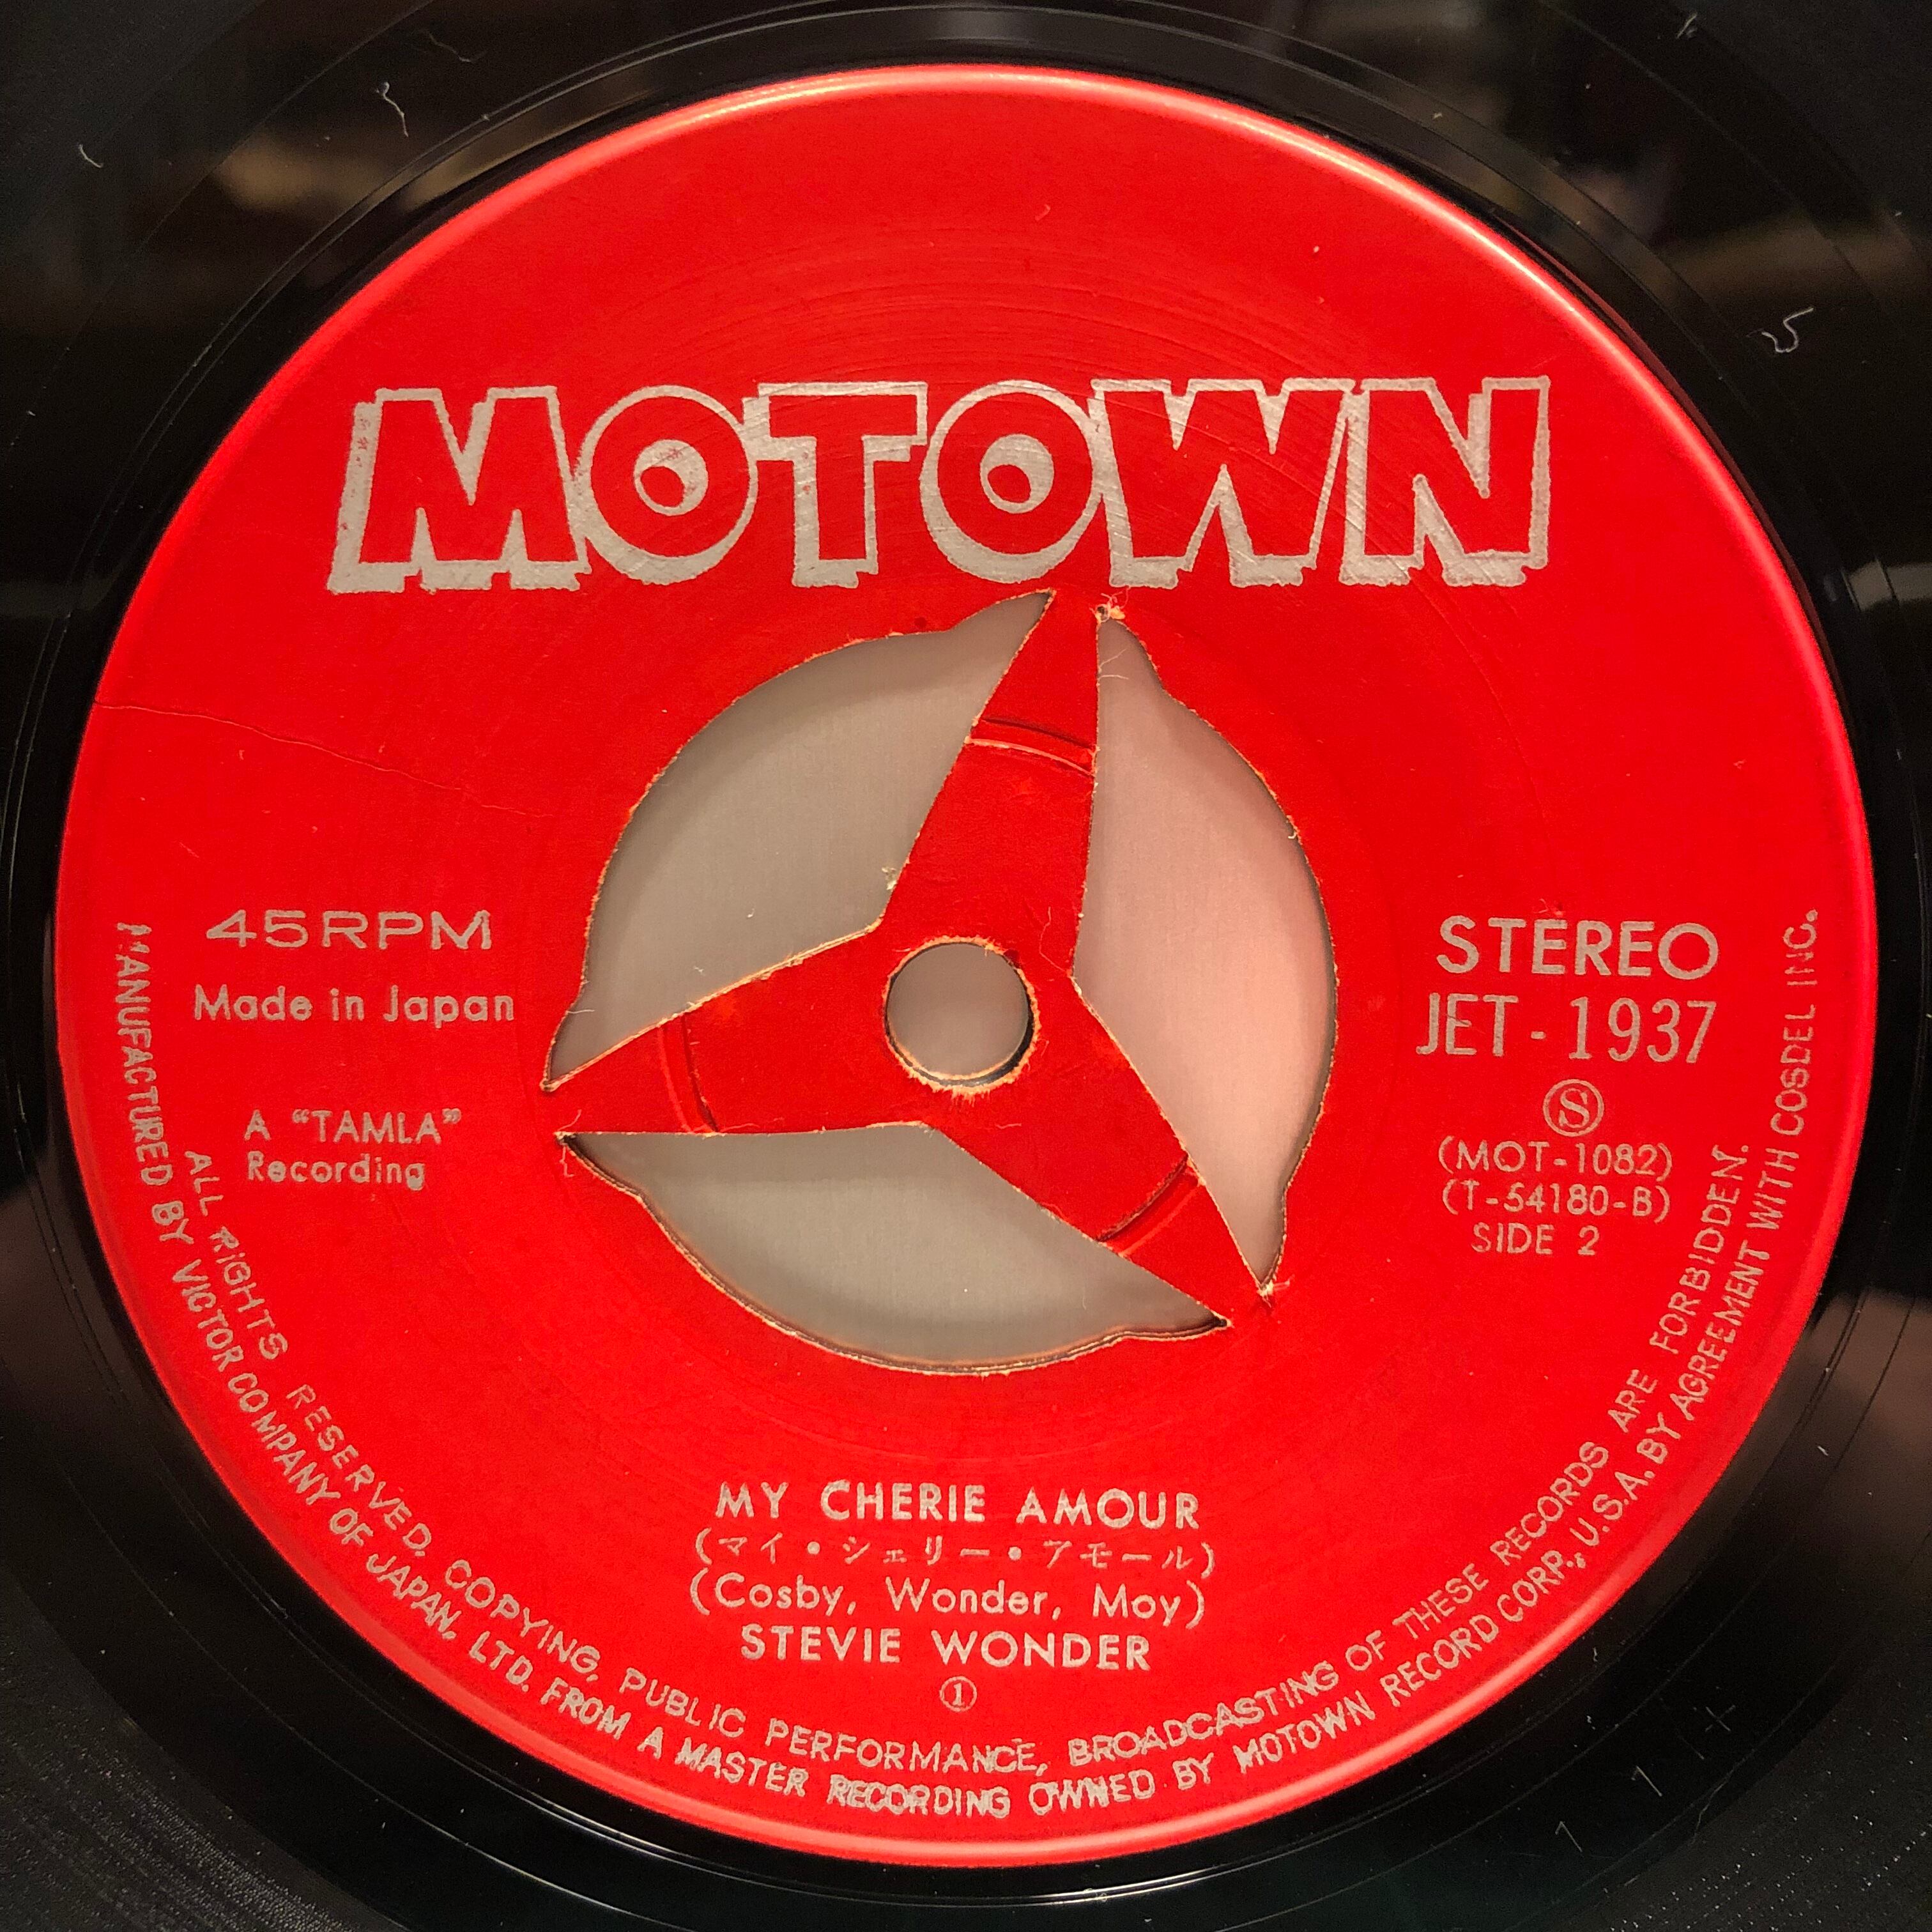 MOTOWN
45RPM
Made in Japan
A “TAMLA”
Recording
STEREO
JET-1937
Ⓢ
(MOT-1082)
(T-54180-B)
SIDE 2
MY CHERIE AMOUR
(マイ・シェリー・アモール)
(Cosby, Wonder, Moy)
STEVIE WONDER
①
ALL RIGHTS RESERVED. COPYING, PUBLIC PERFORMANCE, BROADCASTING OF THESE RECORDS ARE FORBIDDEN.
MANUFACTURED BY VICTOR COMPANY OF JAPAN, LTD. FROM A MASTER RECORDING OWNED BY MOTOWN RECORD CORP., U.S.A. BY AGREEMENT WITH COSDEL INC.